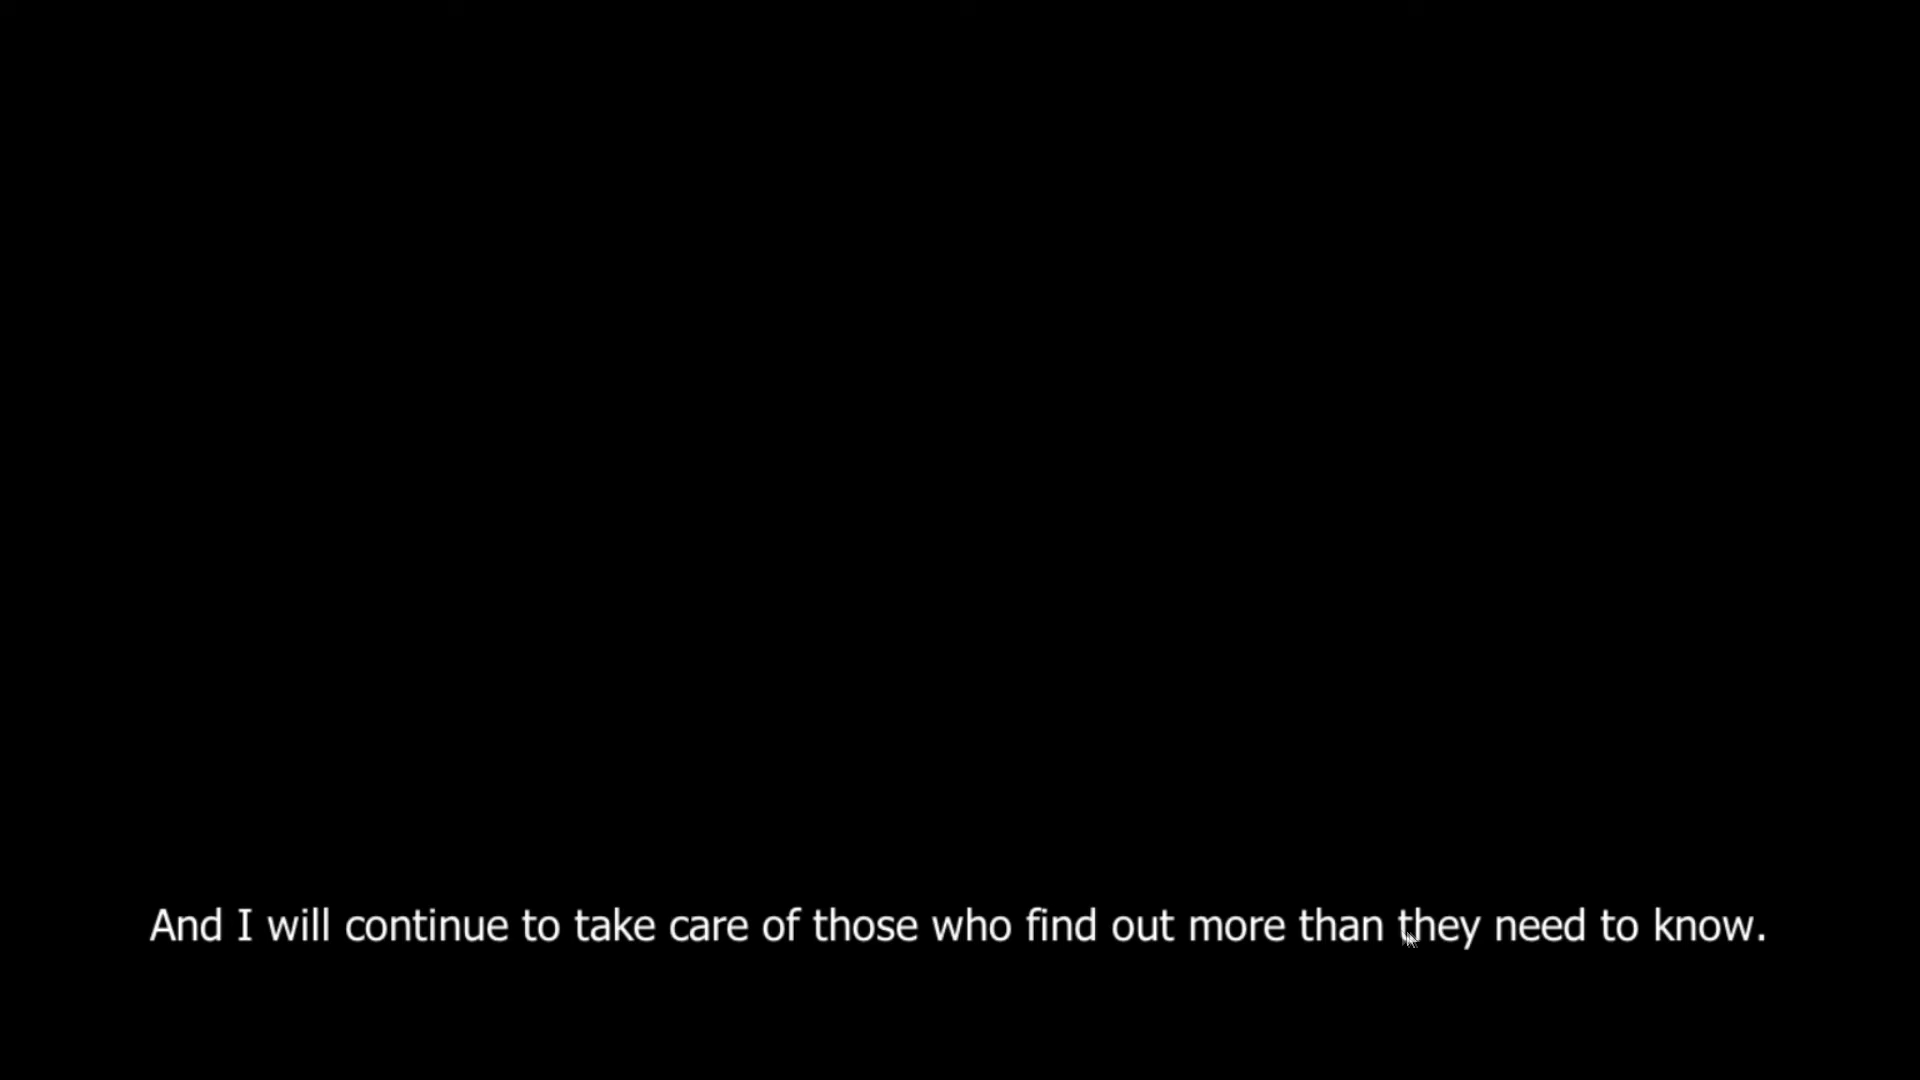 And I will continue to take care of those who find out more than they need to know.